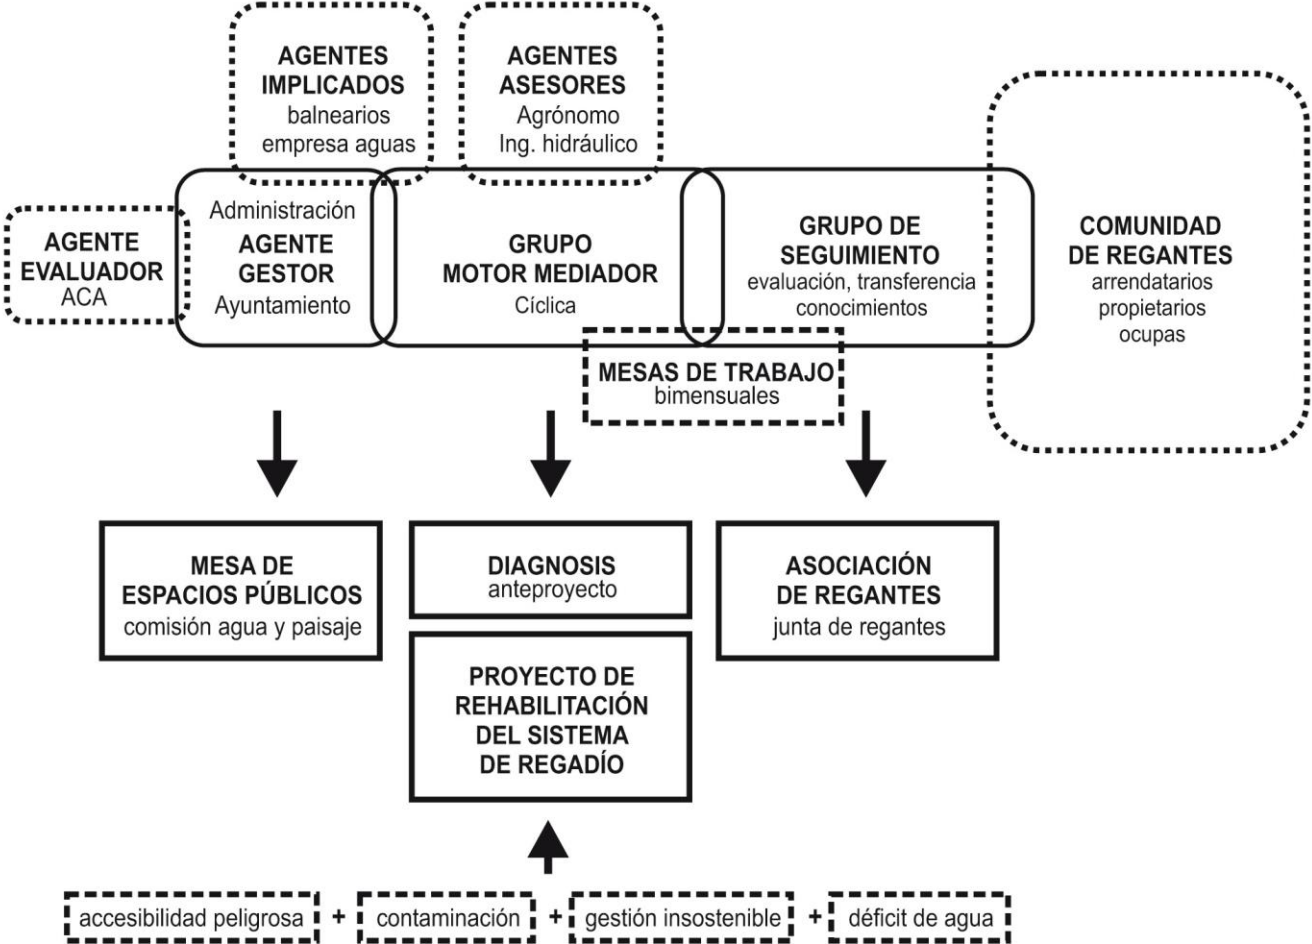 AGENTES
IMPLICADOS
balnearios
empresa aguas
AGENTES
ASESORES
Agrónomo
Ing. hidráulico
AGENTE
EVALUADOR
ACA
Administración
AGENTE
GESTOR
Ayuntamiento
GRUPO
MOTOR MEDIADOR
Cíclica
GRUPO DE
SEGUIMIENTO
evaluación, transferencia
conocimientos
COMUNIDAD
DE REGANTES
arrendatarios
propietarios
ocupas
MESAS DE TRABAJO
bimensuales
MESA DE
ESPACIOS PÚBLICOS
comisión agua y paisaje
DIAGNOSIS
anteproyecto
ASOCIACIÓN
DE REGANTES
junta de regantes
PROYECTO DE
REHABILITACIÓN
DEL SISTEMA
DE REGADÍO
accesibilidad peligrosa + contaminación + gestión insostenible + déficit de agua